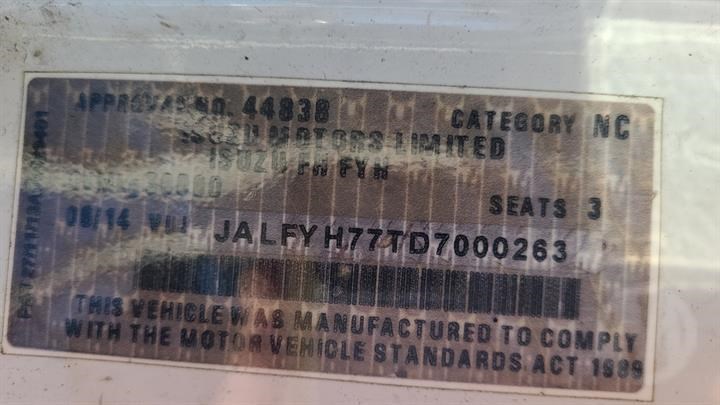 APPROVAL NO. 44838 CATEGORY NC
ISUZU MOTORS LIMITED
ISUZU FH FYH
SEATS 3
08/14 VIN JALFYH77TD7000263
THIS VEHICLE WAS MANUFACTURED TO COMPLY
WITH THE MOTOR VEHICLE STANDARDS ACT 1989